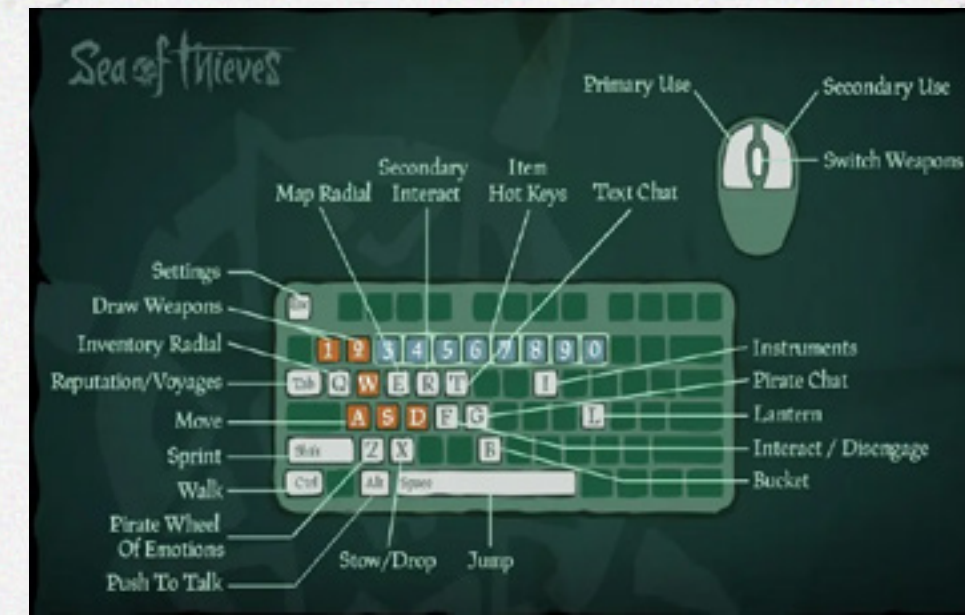 Sea of Thieves
Primary Use
Secondary Use
Switch Weapons
Map Radial
Secondary
Interact
Item
Hot Keys
Text Chat
Settings
Draw Weapons
Inventory Radial
Reputation/Voyages
Move
Sprint
Walk
Pirate Wheel
Of Emotions
Push To Talk
Stow/Drop
Jump
Instruments
Pirate Chat
Lantern
Interact / Disengage
Bucket
1 2 3 4 5 6 7 8 9 0
Tab Q W E R T I
A S D F G L
Shift Z X B
Ctrl Alt Space